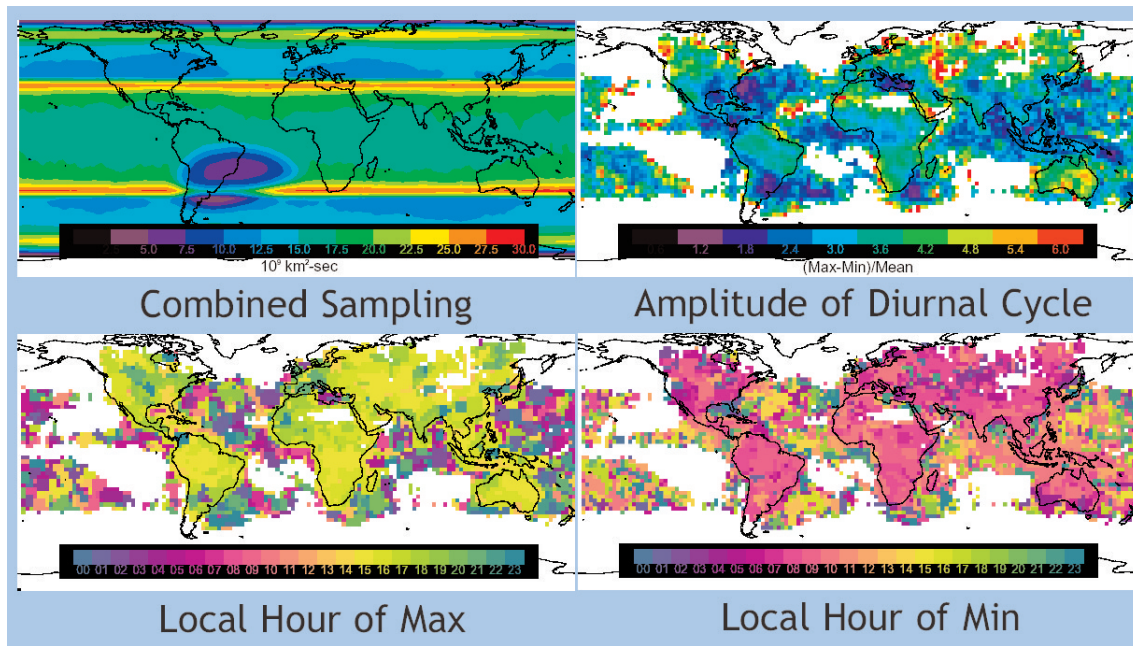 2.5 5.0 7.5 10.0 12.5 15.0 17.5 20.0 22.5 25.0 27.5 30.0
10⁹ km²-sec
0.6 1.2 1.8 2.4 3.0 3.6 4.2 4.8 5.4 6.0
(Max-Min)/Mean
Combined Sampling
Amplitude of Diurnal Cycle
00 01 02 03 04 05 06 07 08 09 10 11 12 13 14 15 16 17 18 19 20 21 22 23
00 01 02 03 04 05 06 07 08 09 10 11 12 13 14 15 16 17 18 19 20 21 22 23
Local Hour of Max
Local Hour of Min